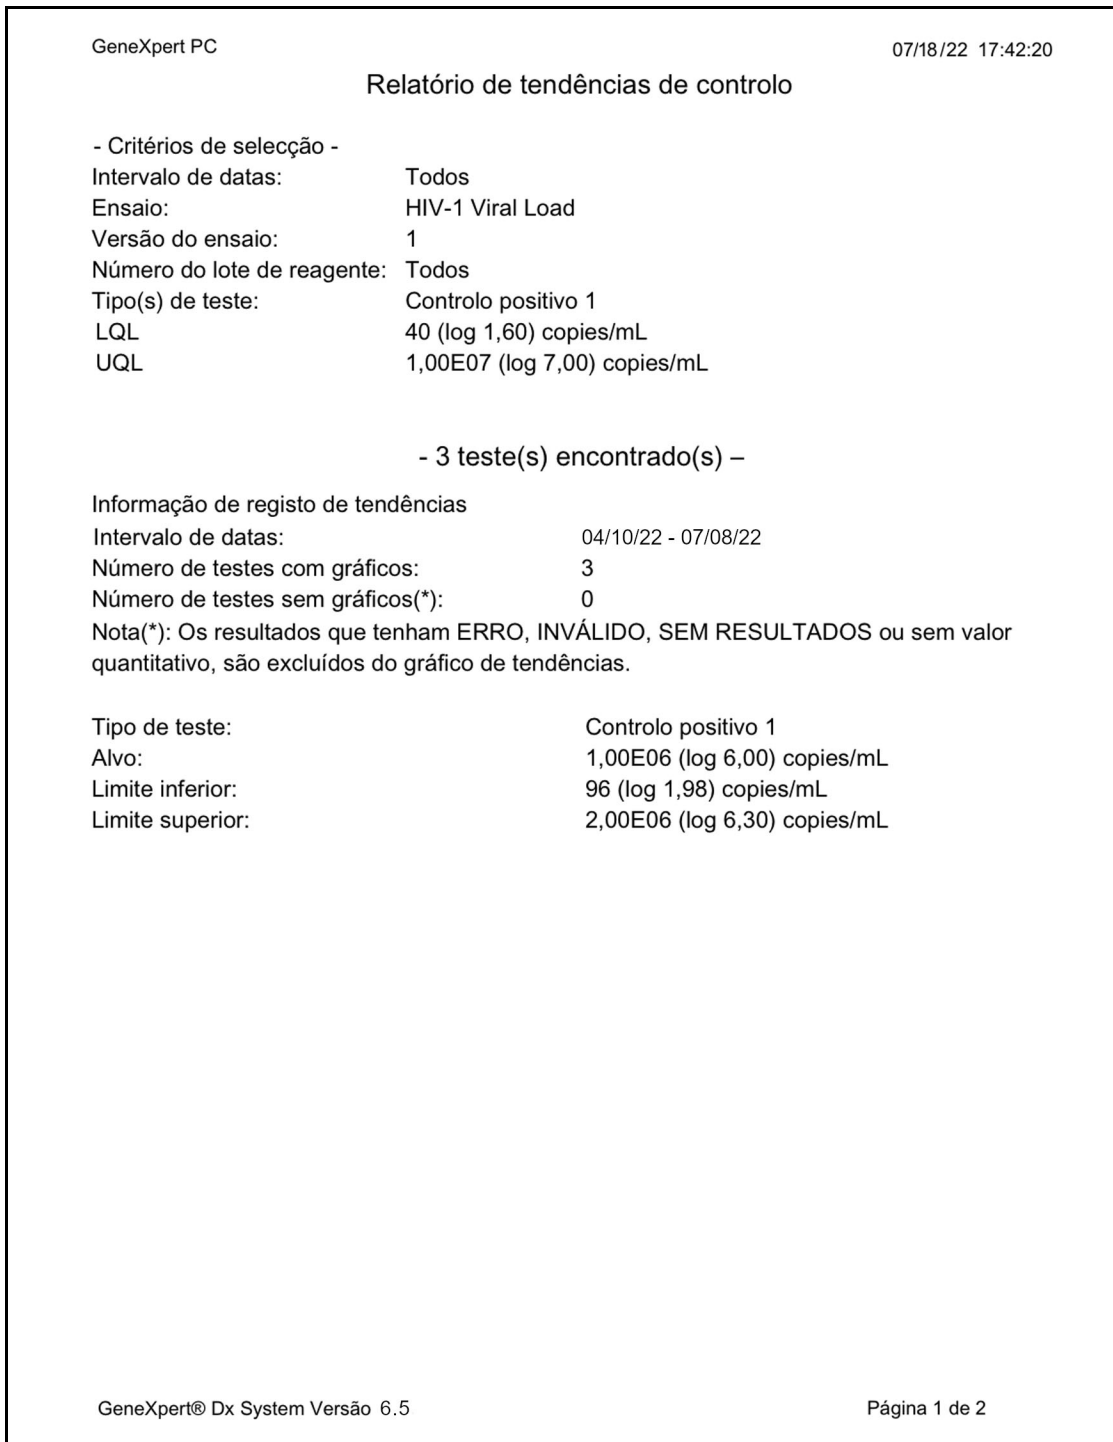 GeneXpert PC 07/18/22 17:42:20
Relatório de tendências de controlo
- Critérios de selecção -
Intervalo de datas: Todos
Ensaio: HIV-1 Viral Load
Versão do ensaio: 1
Número do lote de reagente: Todos
Tipo(s) de teste: Controlo positivo 1
LQL 40 (log 1,60) copies/mL
UQL 1,00E07 (log 7,00) copies/mL
- 3 teste(s) encontrado(s) –
Informação de registo de tendências
Intervalo de datas: 04/10/22 - 07/08/22
Número de testes com gráficos: 3
Número de testes sem gráficos(*): 0
Nota(*): Os resultados que tenham ERRO, INVÁLIDO, SEM RESULTADOS ou sem valor
quantitativo, são excluídos do gráfico de tendências.
Tipo de teste: Controlo positivo 1
Alvo: 1,00E06 (log 6,00) copies/mL
Limite inferior: 96 (log 1,98) copies/mL
Limite superior: 2,00E06 (log 6,30) copies/mL
GeneXpert® Dx System Versão 6.5 Página 1 de 2